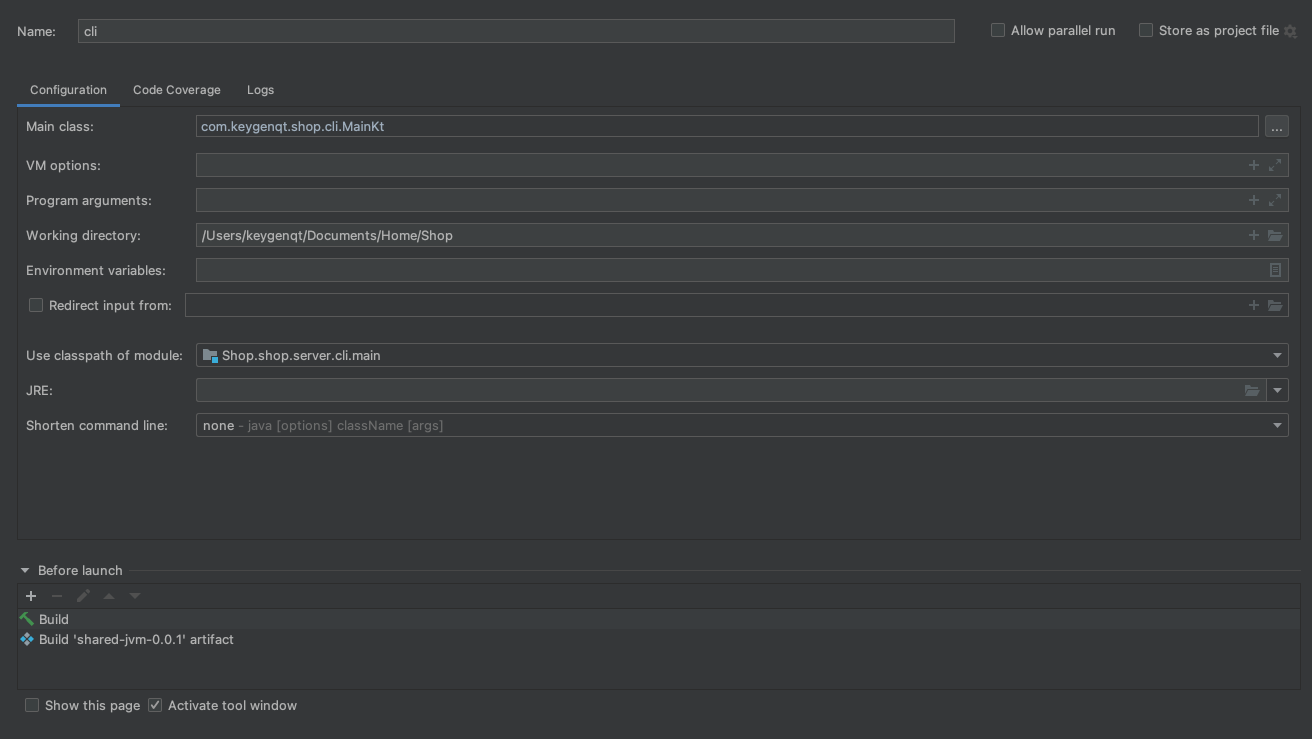 Name: cli Allow parallel run Store as project file
Configuration Code Coverage Logs
Main class: com.keygenqt.shop.cli.MainKt ...
VM options:
Program arguments:
Working directory: /Users/keygenqt/Documents/Home/Shop
Environment variables:
Redirect input from:
Use classpath of module: Shop.shop.server.cli.main
JRE:
Shorten command line: none - java [options] className [args]
Before launch
Build
Build 'shared-jvm-0.0.1' artifact
Show this page Activate tool window